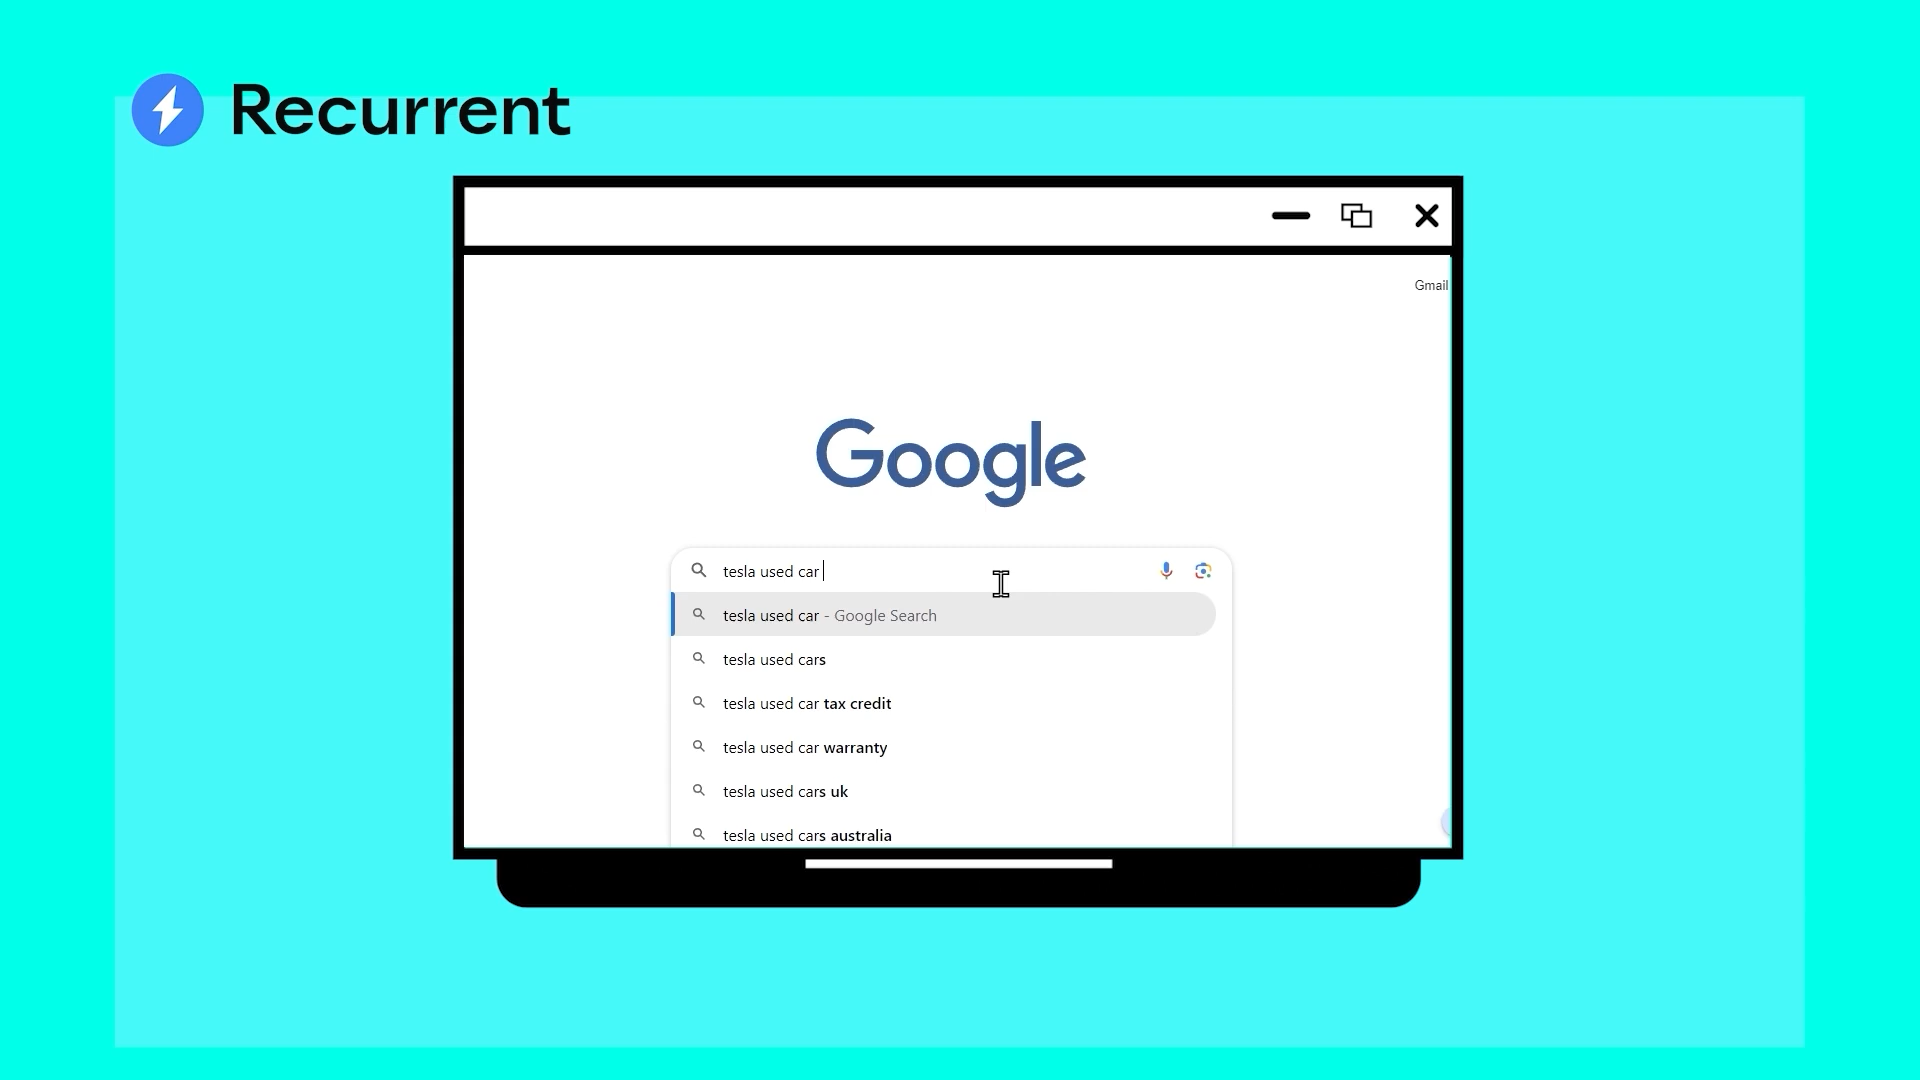 Recurrent
Gmail
Google
tesla used car
tesla used car - Google Search
tesla used cars
tesla used car tax credit
tesla used car warranty
tesla used cars uk
tesla used cars australia